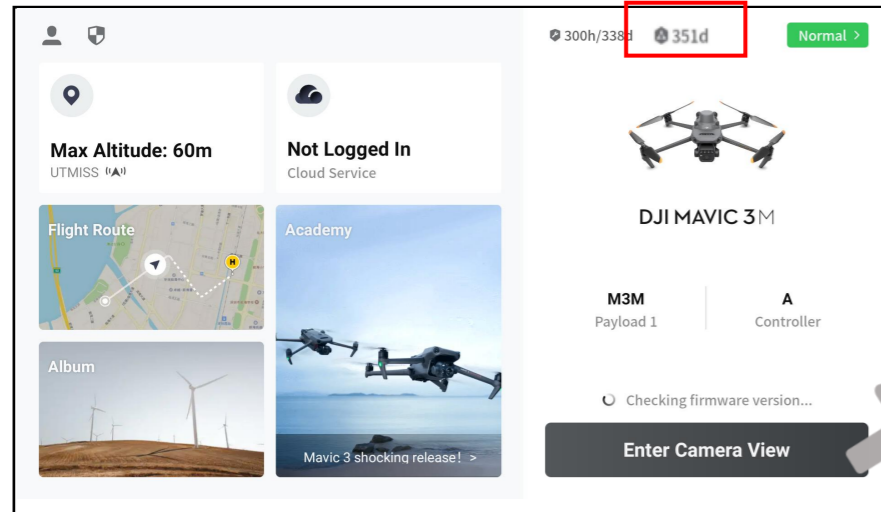 300h/338d 351d Normal >
Max Altitude: 60m
UTMISS
Not Logged In
Cloud Service
Flight Route
H
Academy
Mavic 3 shocking release! >
Album
DJI MAVIC 3M
M3M
Payload 1
A
Controller
Checking firmware version...
Enter Camera View